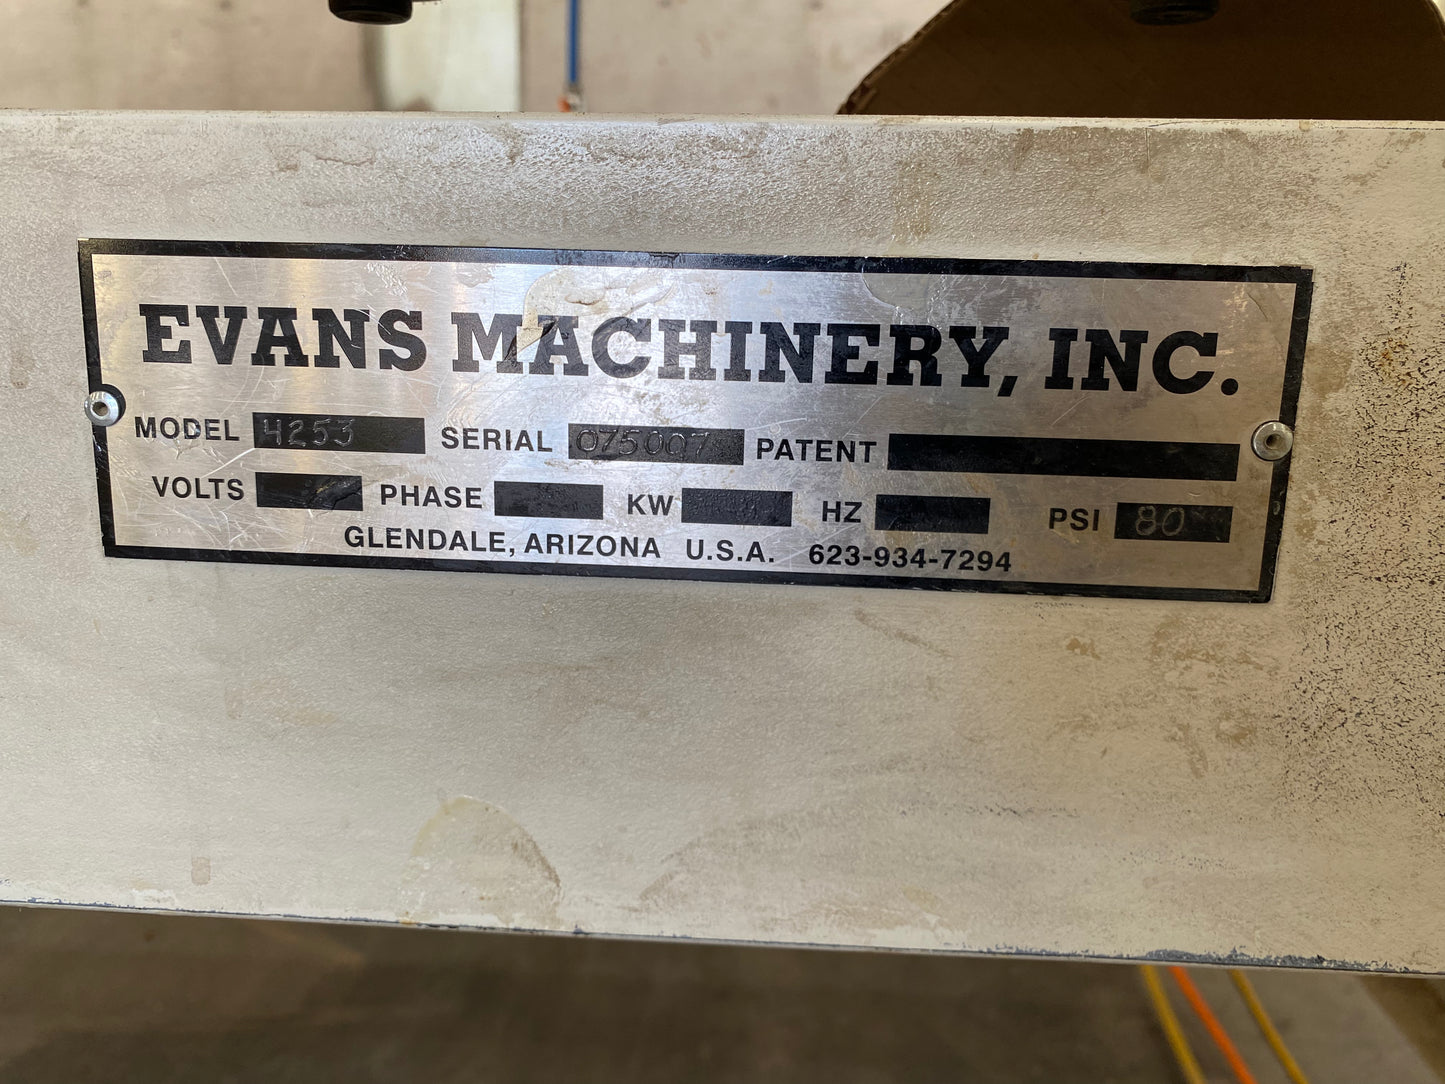 EVANS MACHINERY, INC.
MODEL 4253 SERIAL 075007 PATENT
VOLTS PHASE KW HZ PSI 80
GLENDALE, ARIZONA U.S.A. 623-934-7294